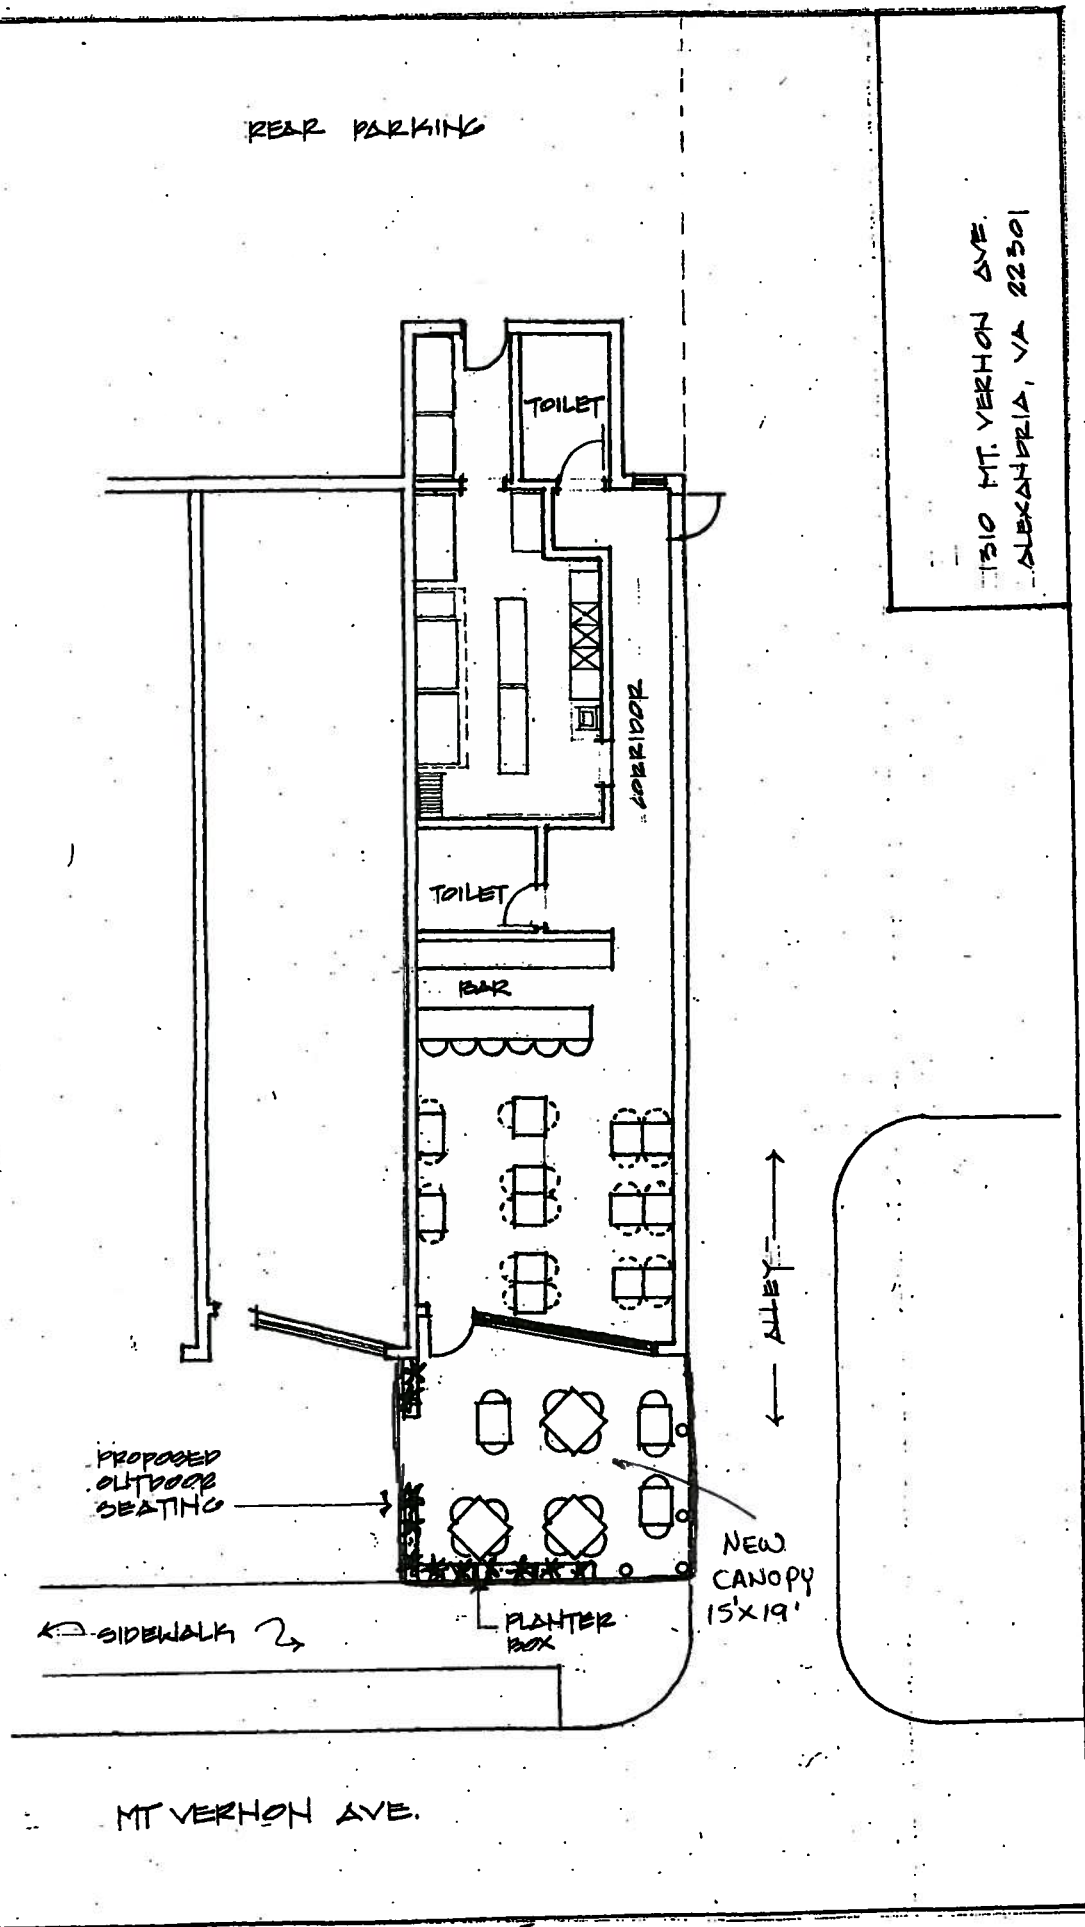 REAR PARKING
1310 MT. VERNON AVE.
ALEXANDRIA, VA 22301
TOILET
CORRIDOR
TOILET
BAR
ALLEY
PROPOSED
OUTDOOR
SEATING
NEW
CANOPY
15'X19'
SIDEWALK
PLANTER
BOX
MT VERNON AVE.